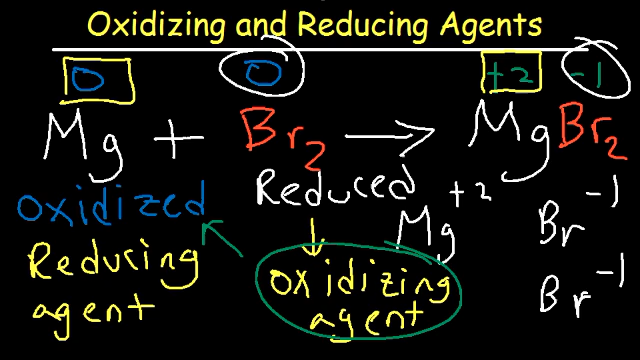 Oxidizing and Reducing Agents
0 0 +2 -1
Mg + Br2 → MgBr2
Oxidized Reduced Mg+2 Br-1
Reducing agent oxidizing agent Br-1